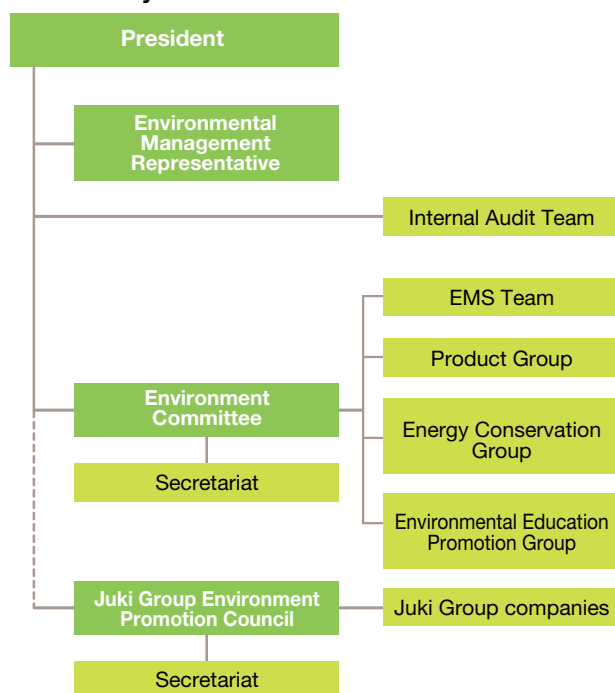 President
Environmental
Management
Representative
Internal Audit Team
EMS Team
Product Group
Environment
Committee
Energy Conservation
Group
Secretariat
Environmental Education
Promotion Group
Juki Group Environment
Promotion Council
Juki Group companies
Secretariat